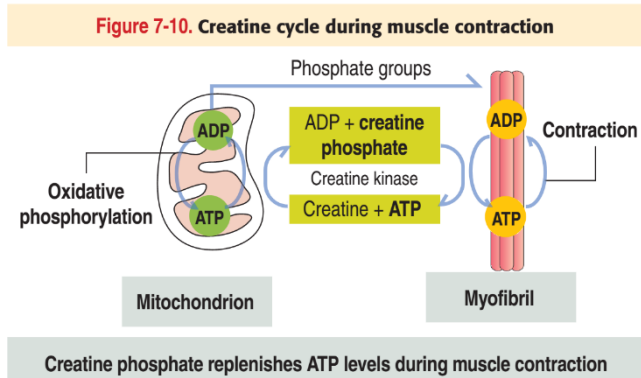 Figure 7-10. Creatine cycle during muscle contraction
Phosphate groups
ADP
ADP + creatine
phosphate
ADP
Contraction
Creatine kinase
Oxidative
phosphorylation
ATP
Creatine + ATP
ATP
Mitochondrion
Myofibril
Creatine phosphate replenishes ATP levels during muscle contraction